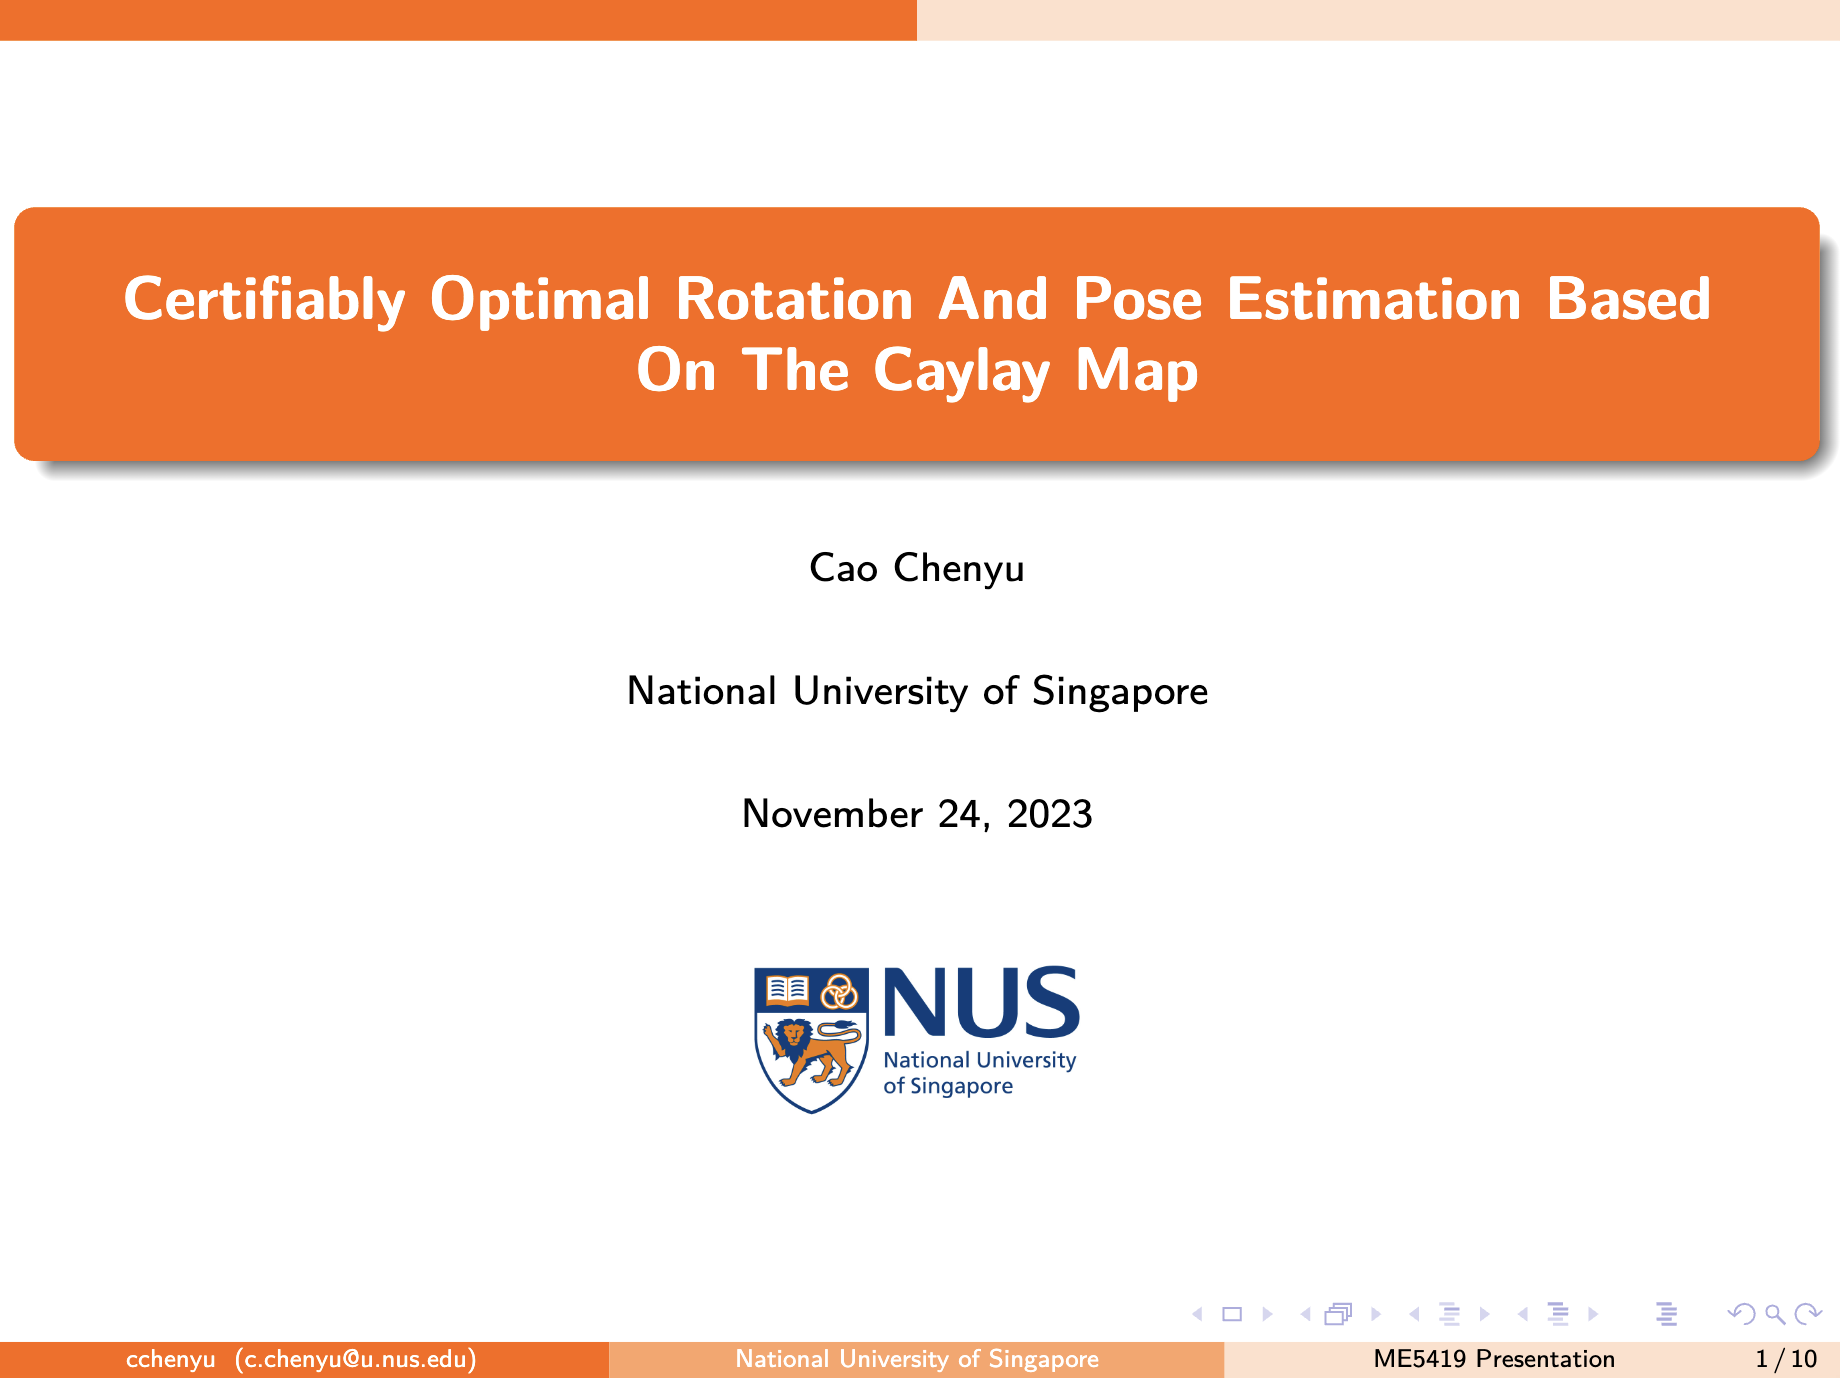 Certifiably Optimal Rotation And Pose Estimation Based
On The Caylay Map
Cao Chenyu
National University of Singapore
November 24, 2023
NUS
National University
of Singapore
cchenyu (c.chenyu@u.nus.edu)
National University of Singapore
ME5419 Presentation
1 / 10